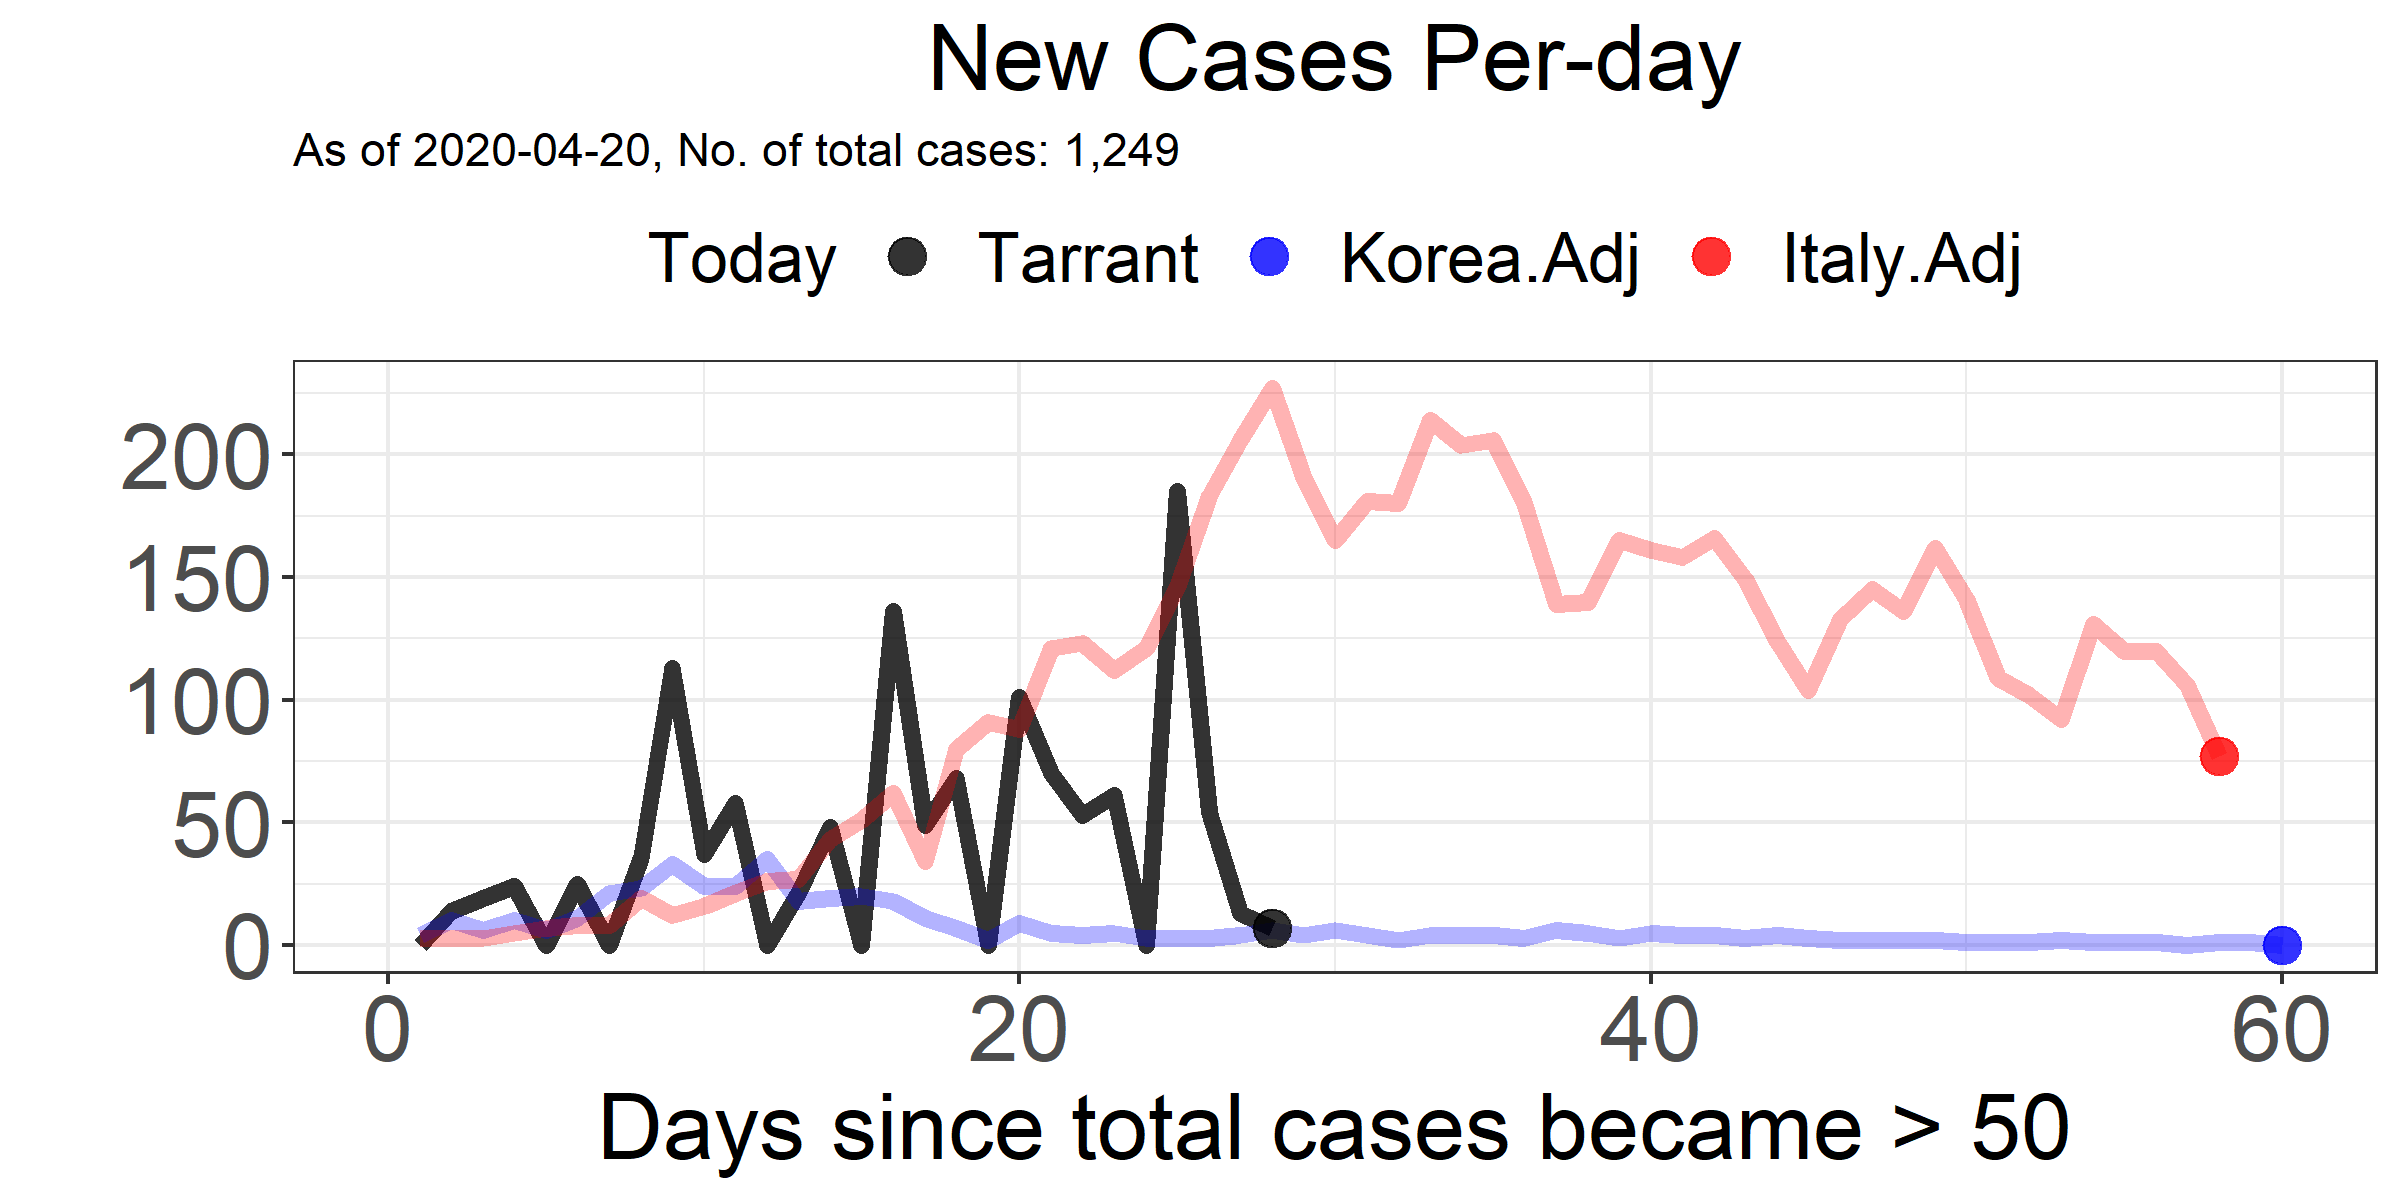 New Cases Per-day
As of 2020-04-20, No. of total cases: 1,249
Today Tarrant Korea.Adj Italy.Adj
200
150
100
50
0
0 20 40 60
Days since total cases became > 50